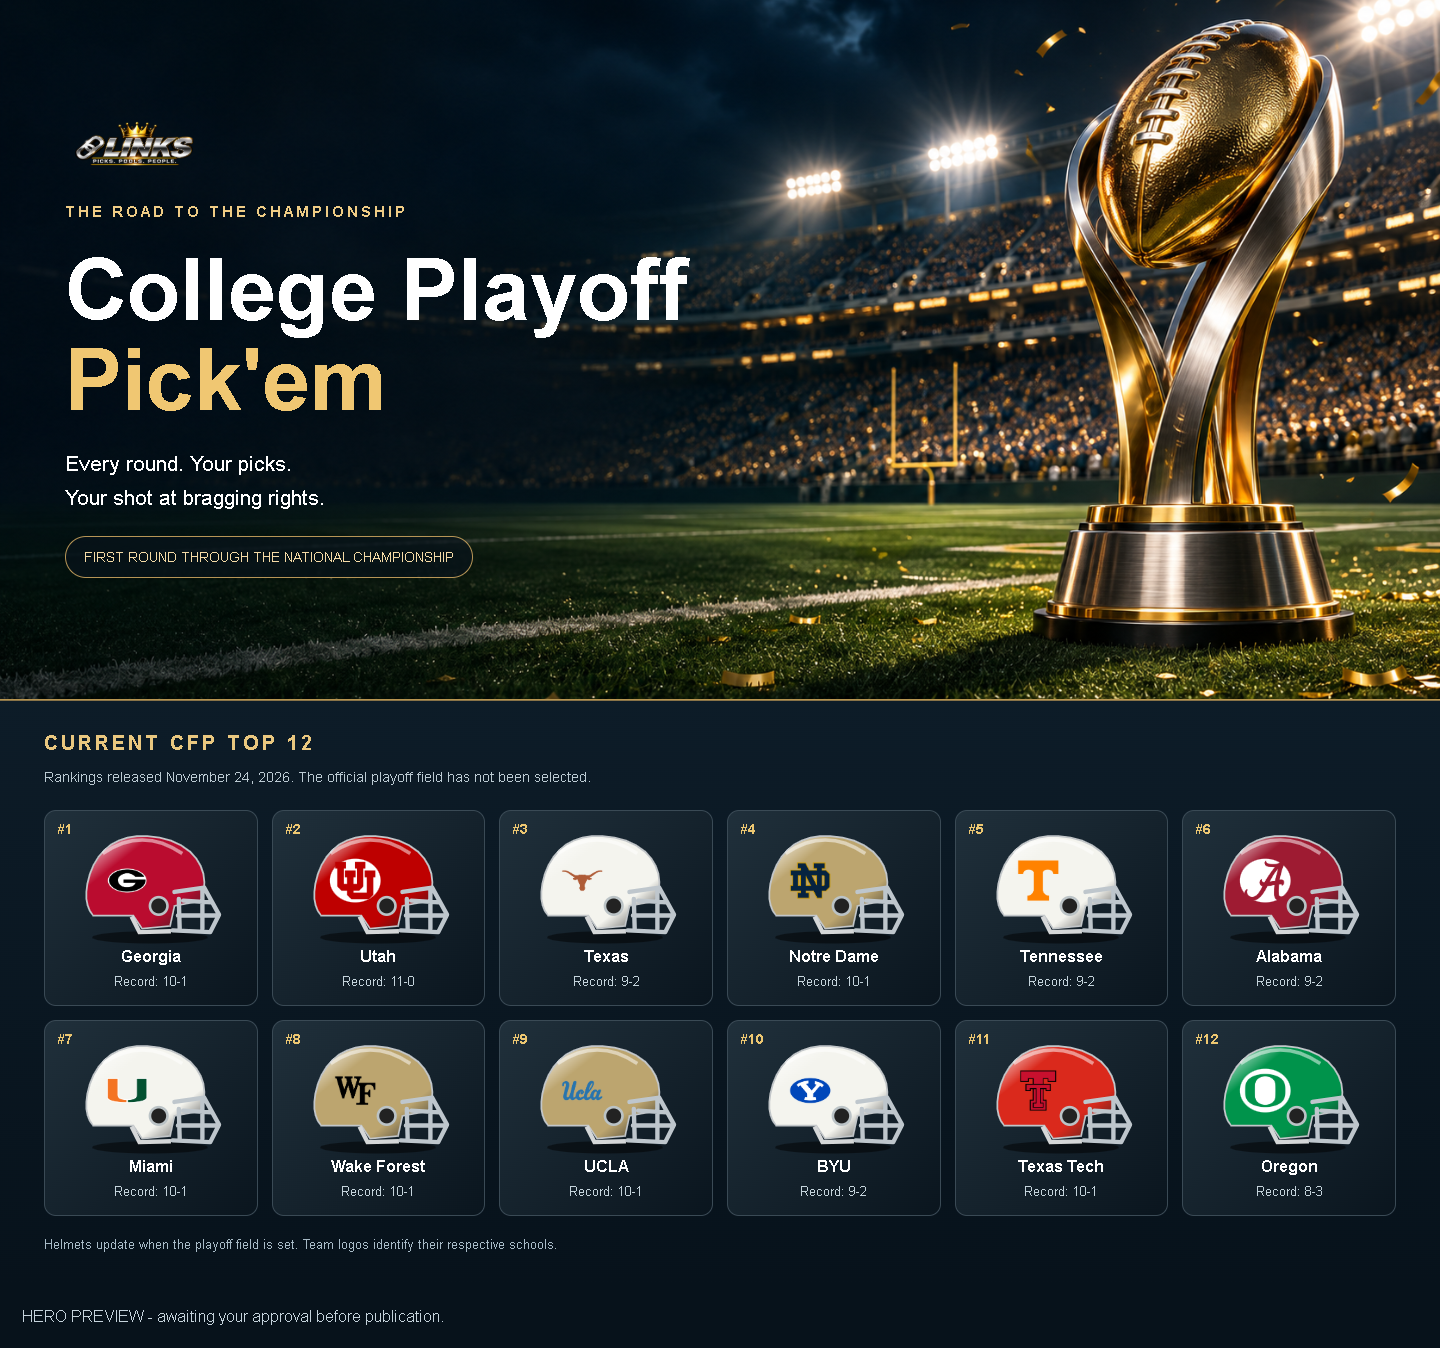 LINKS
PICKS. POOLS. PEOPLE.
THE ROAD TO THE CHAMPIONSHIP
College Playoff
Pick'em
Every round. Your picks.
Your shot at bragging rights.
FIRST ROUND THROUGH THE NATIONAL CHAMPIONSHIP
CURRENT CFP TOP 12
Rankings released November 24, 2026. The official playoff field has not been selected.
#1
G
Georgia
Record: 10-1
#2
UU
Utah
Record: 11-0
#3
Texas
Record: 9-2
#4
ND
Notre Dame
Record: 10-1
#5
T
Tennessee
Record: 9-2
#6
A
Alabama
Record: 9-2
#7
U
Miami
Record: 10-1
#8
WF
Wake Forest
Record: 10-1
#9
Ucla
UCLA
Record: 10-1
#10
Y
BYU
Record: 9-2
#11
TT
Texas Tech
Record: 10-1
#12
O
Oregon
Record: 8-3
Helmets update when the playoff field is set. Team logos identify their respective schools.
HERO PREVIEW - awaiting your approval before publication.